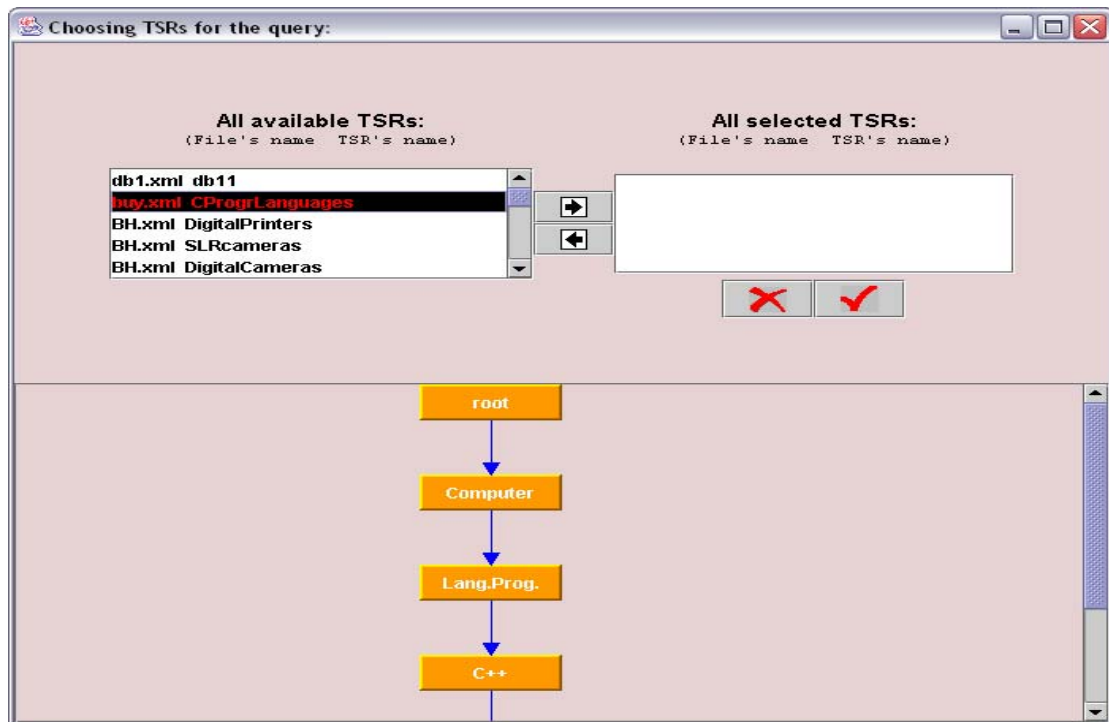 Choosing TSRs for the query:
All available TSRs:
(File's name TSR's name)
All selected TSRs:
(File's name TSR's name)
db1.xml db11
buy.xml CProgrLanguages
BH.xml DigitalPrinters
BH.xml SLRcameras
BH.xml DigitalCameras
root
Computer
Lang.Prog.
C++